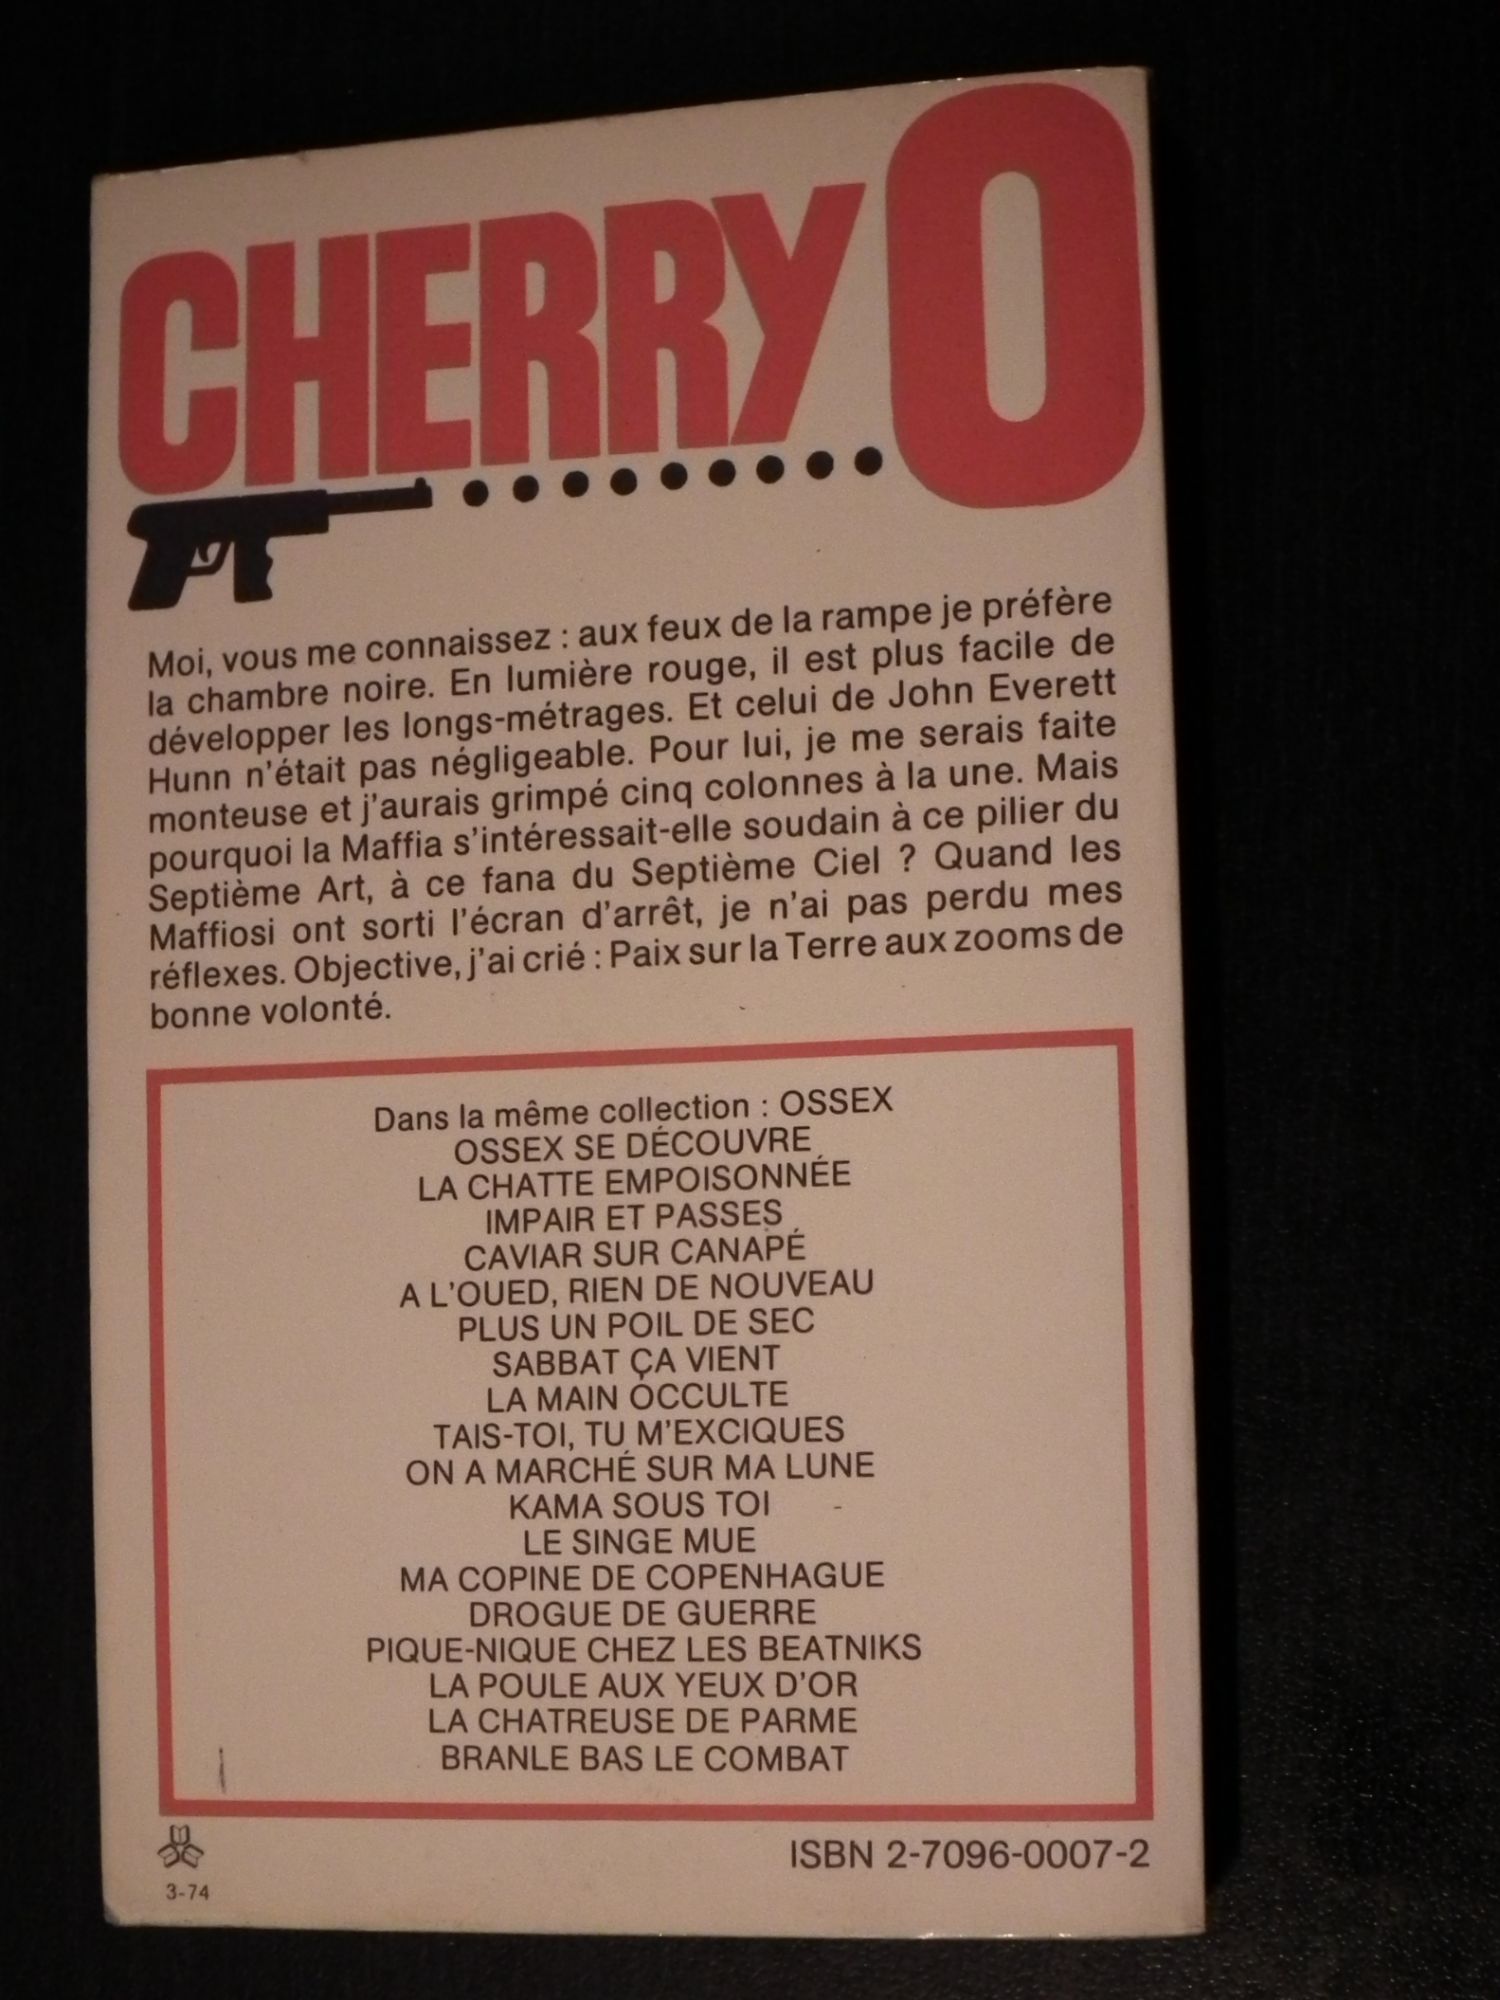 CHERRY O
Moi, vous me connaissez : aux feux de la rampe je préfère
la chambre noire. En lumière rouge, il est plus facile de
développer les longs-métrages. Et celui de John Everett
Hunn n'était pas négligeable. Pour lui, je me serais faite
monteuse et j'aurais grimpé cinq colonnes à la une. Mais
pourquoi la Maffia s'intéressait-elle soudain à ce pilier du
Septième Art, à ce fana du Septième Ciel ? Quand les
Maffiosi ont sorti l'écran d'arrêt, je n'ai pas perdu mes
réflexes. Objective, j'ai crié : Paix sur la Terre aux zooms de
bonne volonté.
Dans la même collection : OSSEX
OSSEX SE DÉCOUVRE
LA CHATTE EMPOISONNÉE
IMPAIR ET PASSES
CAVIAR SUR CANAPÉ
A L'OUED, RIEN DE NOUVEAU
PLUS UN POIL DE SEC
SABBAT ÇA VIENT
LA MAIN OCCULTE
TAIS-TOI, TU M'EXCIQUES
ON A MARCHÉ SUR MA LUNE
KAMA SOUS TOI
LE SINGE MUE
MA COPINE DE COPENHAGUE
DROGUE DE GUERRE
PIQUE-NIQUE CHEZ LES BEATNIKS
LA POULE AUX YEUX D'OR
LA CHATREUSE DE PARME
BRANLE BAS LE COMBAT
ISBN 2-7096-0007-2
3-74